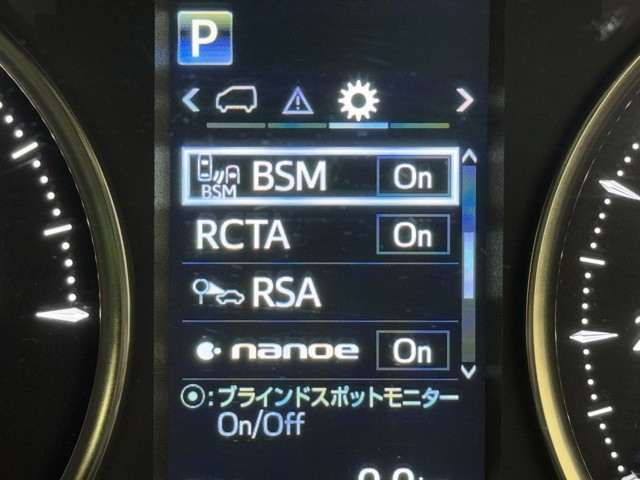 P
BSM BSM On
RCTA On
RSA
nanoe On
⦿:ブラインドスポットモニター
On/Off